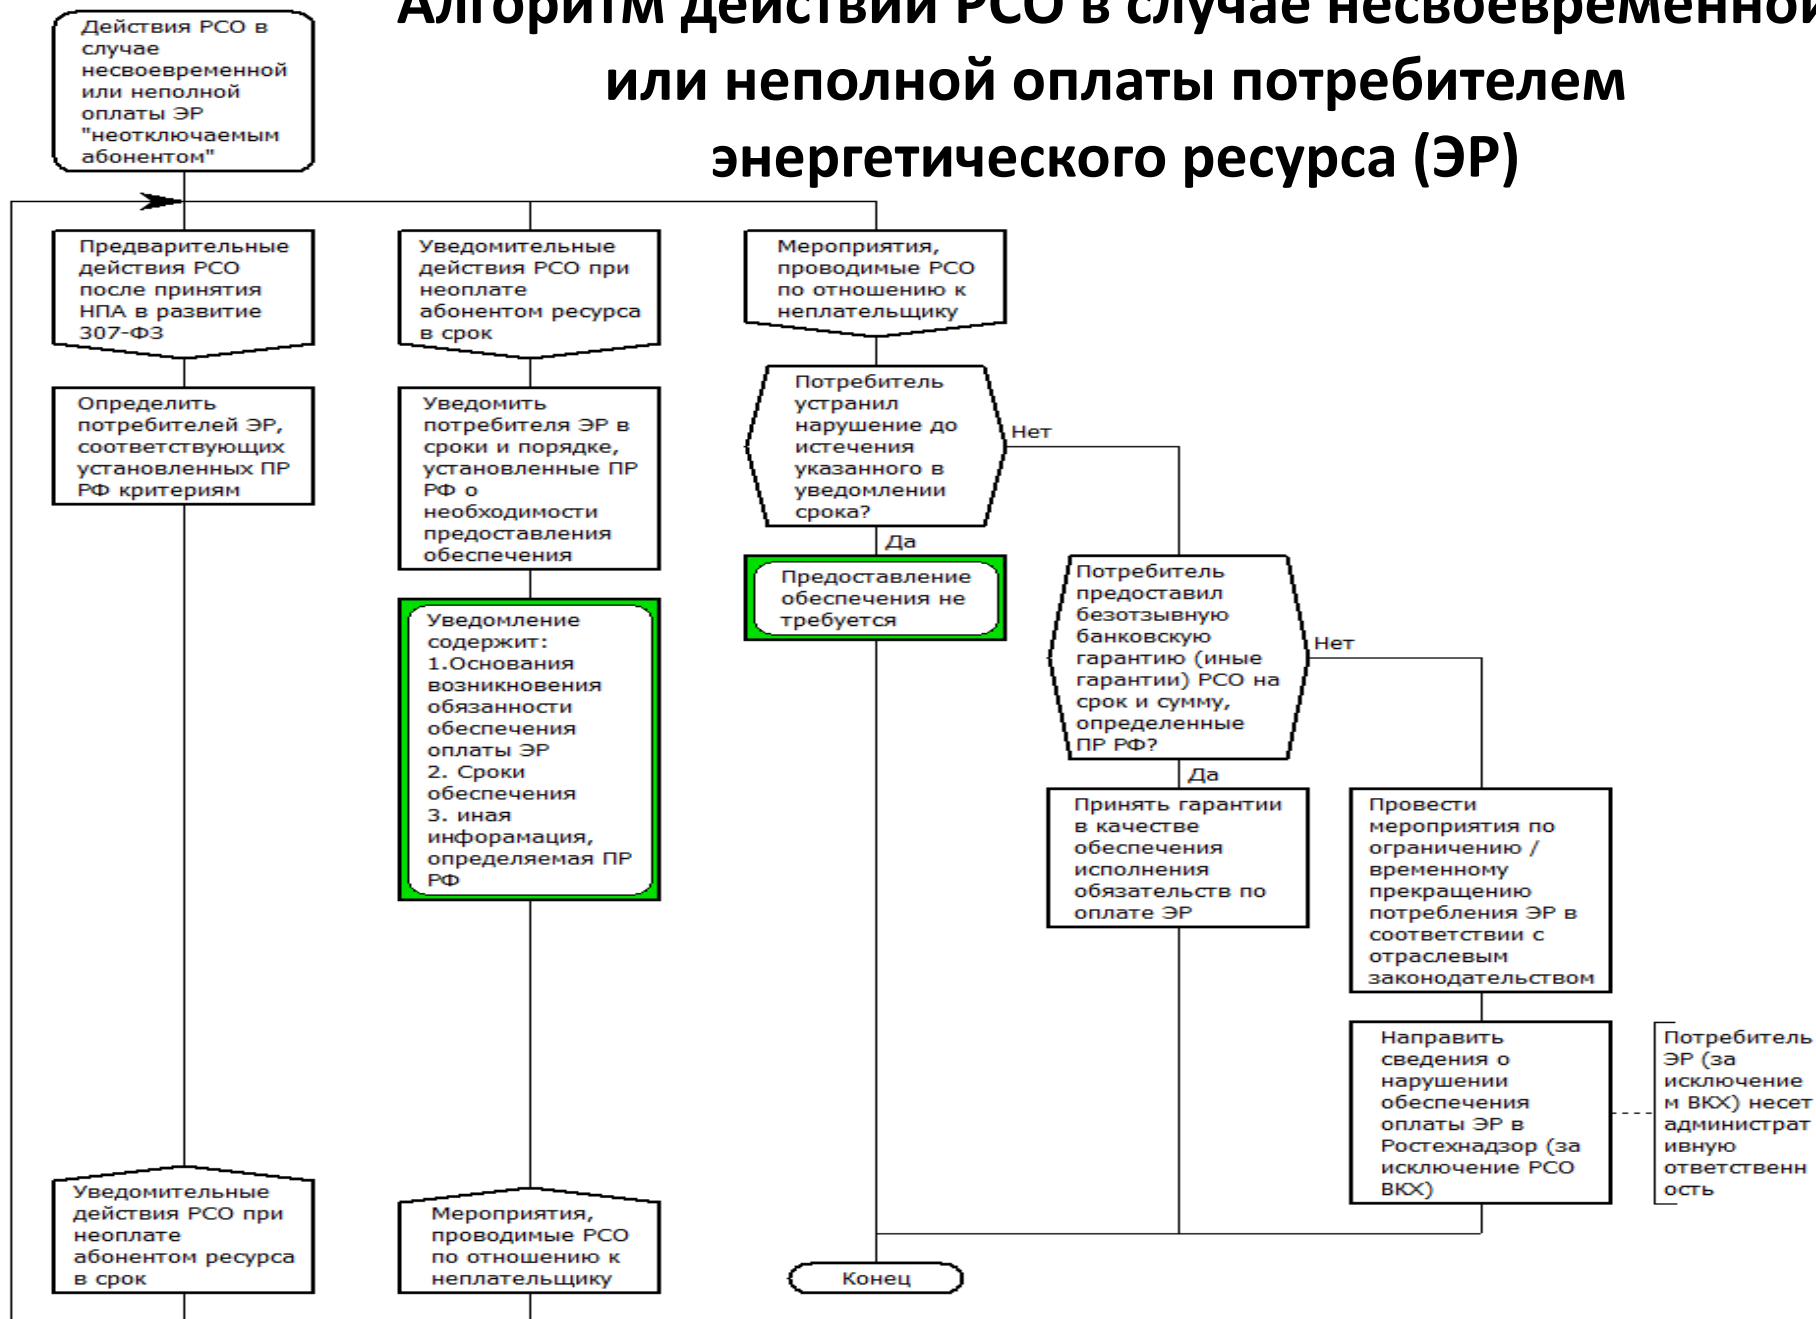 Алгоритм действий РСО в случае несвоевременной
или неполной оплаты потребителем
энергетического ресурса (ЭР)
Действия РСО в
случае
несвоевременной
или неполной
оплаты ЭР
"неотключаемым
абонентом"
Предварительные
действия РСО
после принятия
НПА в развитие
307-ФЗ
Определить
потребителей ЭР,
соответствующих
установленных ПР
РФ критериям
Уведомительные
действия РСО при
неоплате
абонентом ресурса
в срок
Уведомительные
действия РСО при
неоплате
абонентом ресурса
в срок
Уведомить
потребителя ЭР в
сроки и порядке,
установленные ПР
РФ о
необходимости
предоставления
обеспечения
Уведомление
содержит:
1.Основания
возникновения
обязанности
обеспечения
оплаты ЭР
2. Сроки
обеспечения
3. иная
инфорамация,
определяемая ПР
РФ
Мероприятия,
проводимые РСО
по отношению к
неплательщику
Мероприятия,
проводимые РСО
по отношению к
неплательщику
Потребитель
устранил
нарушение до
истечения
указанного в
уведомлении
срока?
Нет
Да
Предоставление
обеспечения не
требуется
Потребитель
предоставил
безотзывную
банковскую
гарантию (иные
гарантии) РСО на
срок и сумму,
определенные
ПР РФ?
Нет
Да
Принять гарантии
в качестве
обеспечения
исполнения
обязательств по
оплате ЭР
Провести
мероприятия по
ограничению /
временному
прекращению
потребления ЭР в
соответствии с
отраслевым
законодательством
Направить
сведения о
нарушении
обеспечения
оплаты ЭР в
Ростехнадзор (за
исключение РСО
ВКХ)
Потребитель
ЭР (за
исключение
м ВКХ) несет
администрат
ивную
ответственн
ость
Конец